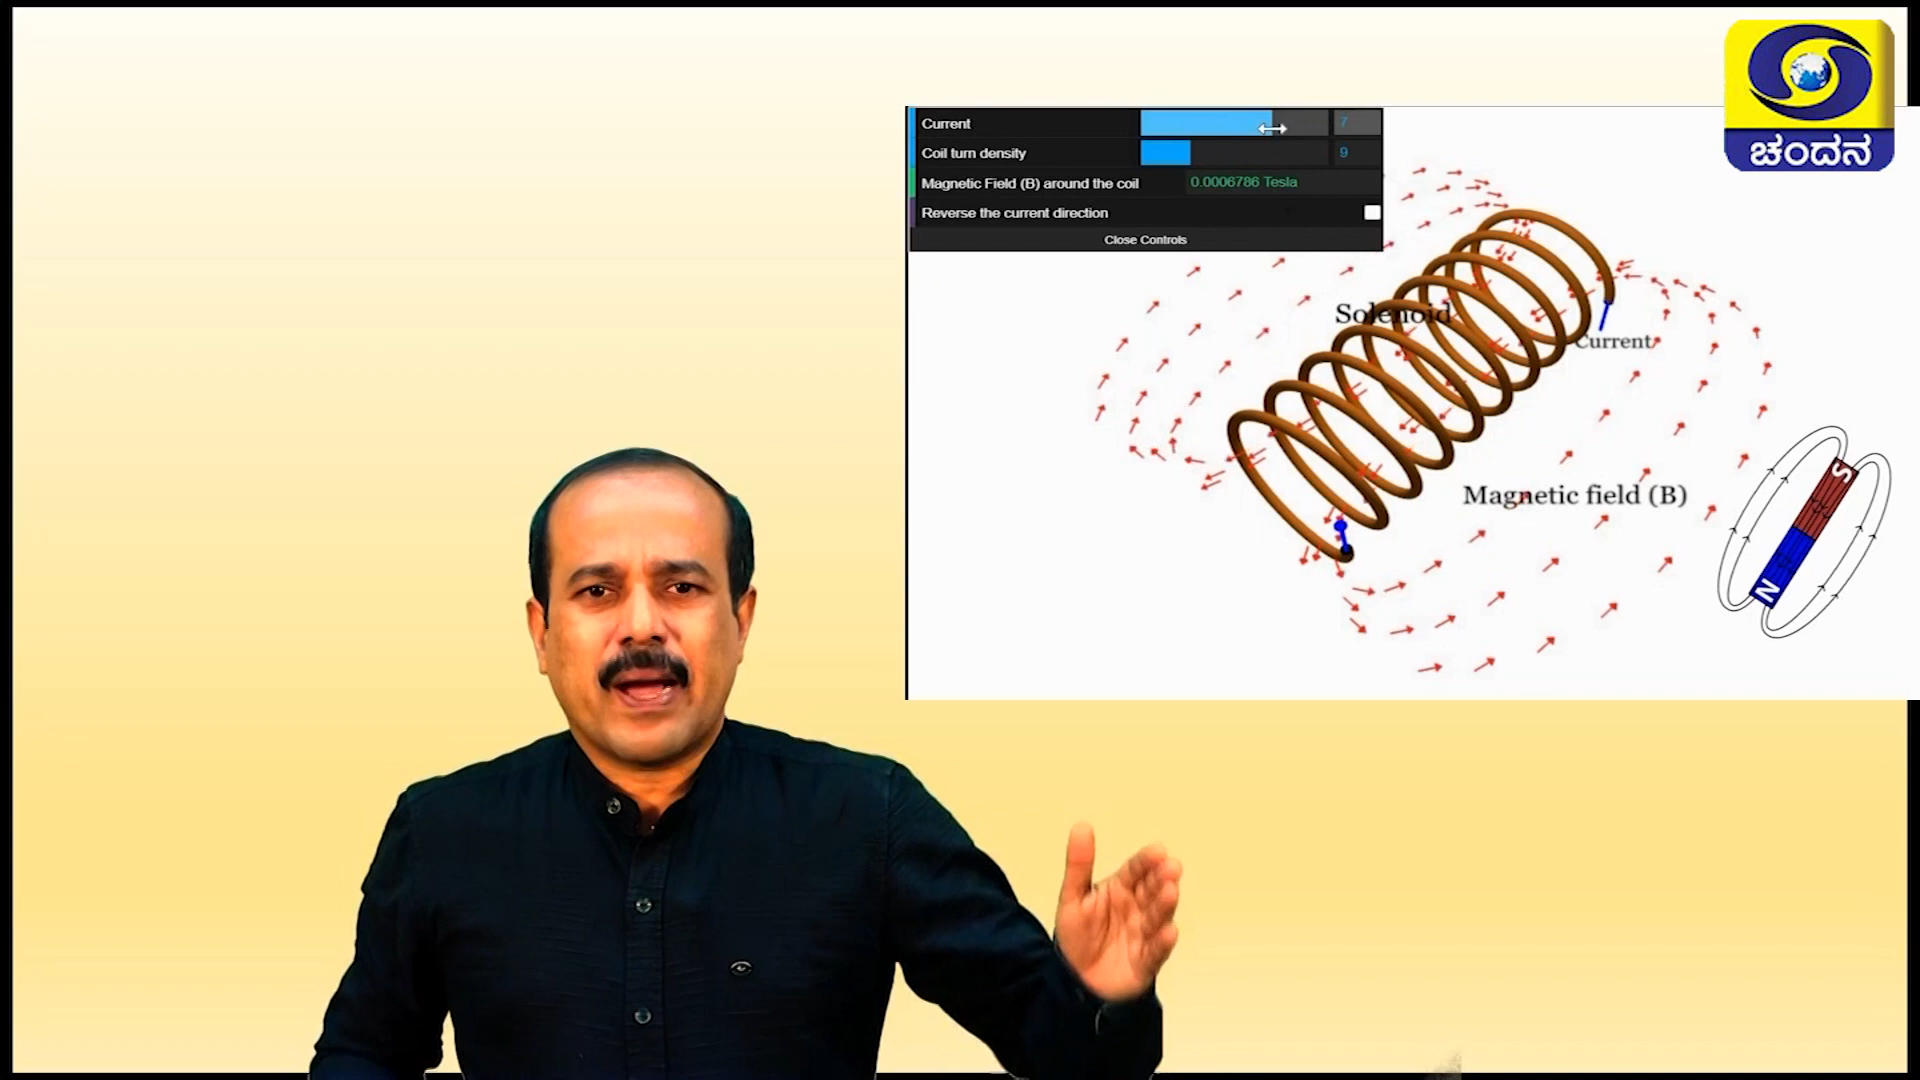 ಚಂದನ
Current 7
Coil turn density 9
Magnetic Field (B) around the coil 0.0006786 Tesla
Reverse the current direction
Close Controls
Solenoid
Current
Magnetic field (B)
S
N